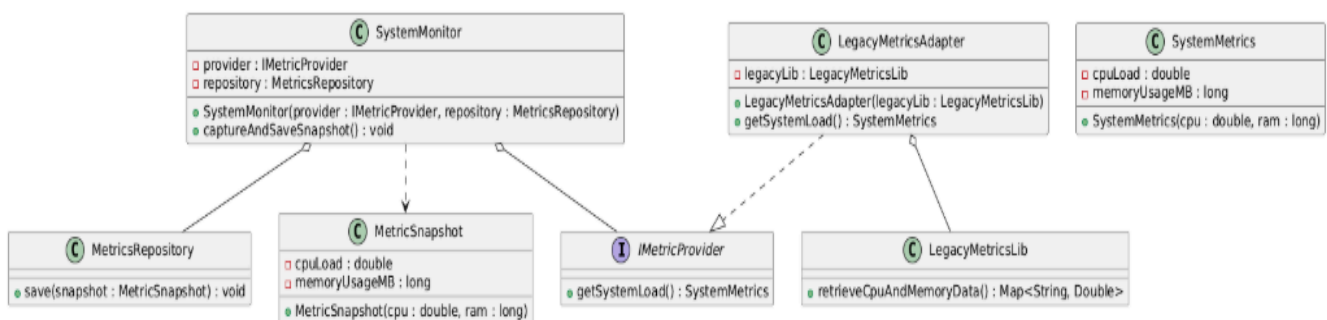 C SystemMonitor
provider : IMetricProvider
repository : MetricsRepository
SystemMonitor(provider : IMetricProvider, repository : MetricsRepository)
captureAndSaveSnapshot() : void
C LegacyMetricsAdapter
legacyLib : LegacyMetricsLib
LegacyMetricsAdapter(legacyLib : LegacyMetricsLib)
getSystemLoad() : SystemMetrics
C SystemMetrics
cpuLoad : double
memoryUsageMB : long
SystemMetrics(cpu : double, ram : long)
C MetricsRepository
save(snapshot : MetricSnapshot) : void
C MetricSnapshot
cpuLoad : double
memoryUsageMB : long
MetricSnapshot(cpu : double, ram : long)
I IMetricProvider
getSystemLoad() : SystemMetrics
C LegacyMetricsLib
retrieveCpuAndMemoryData() : Map<String, Double>